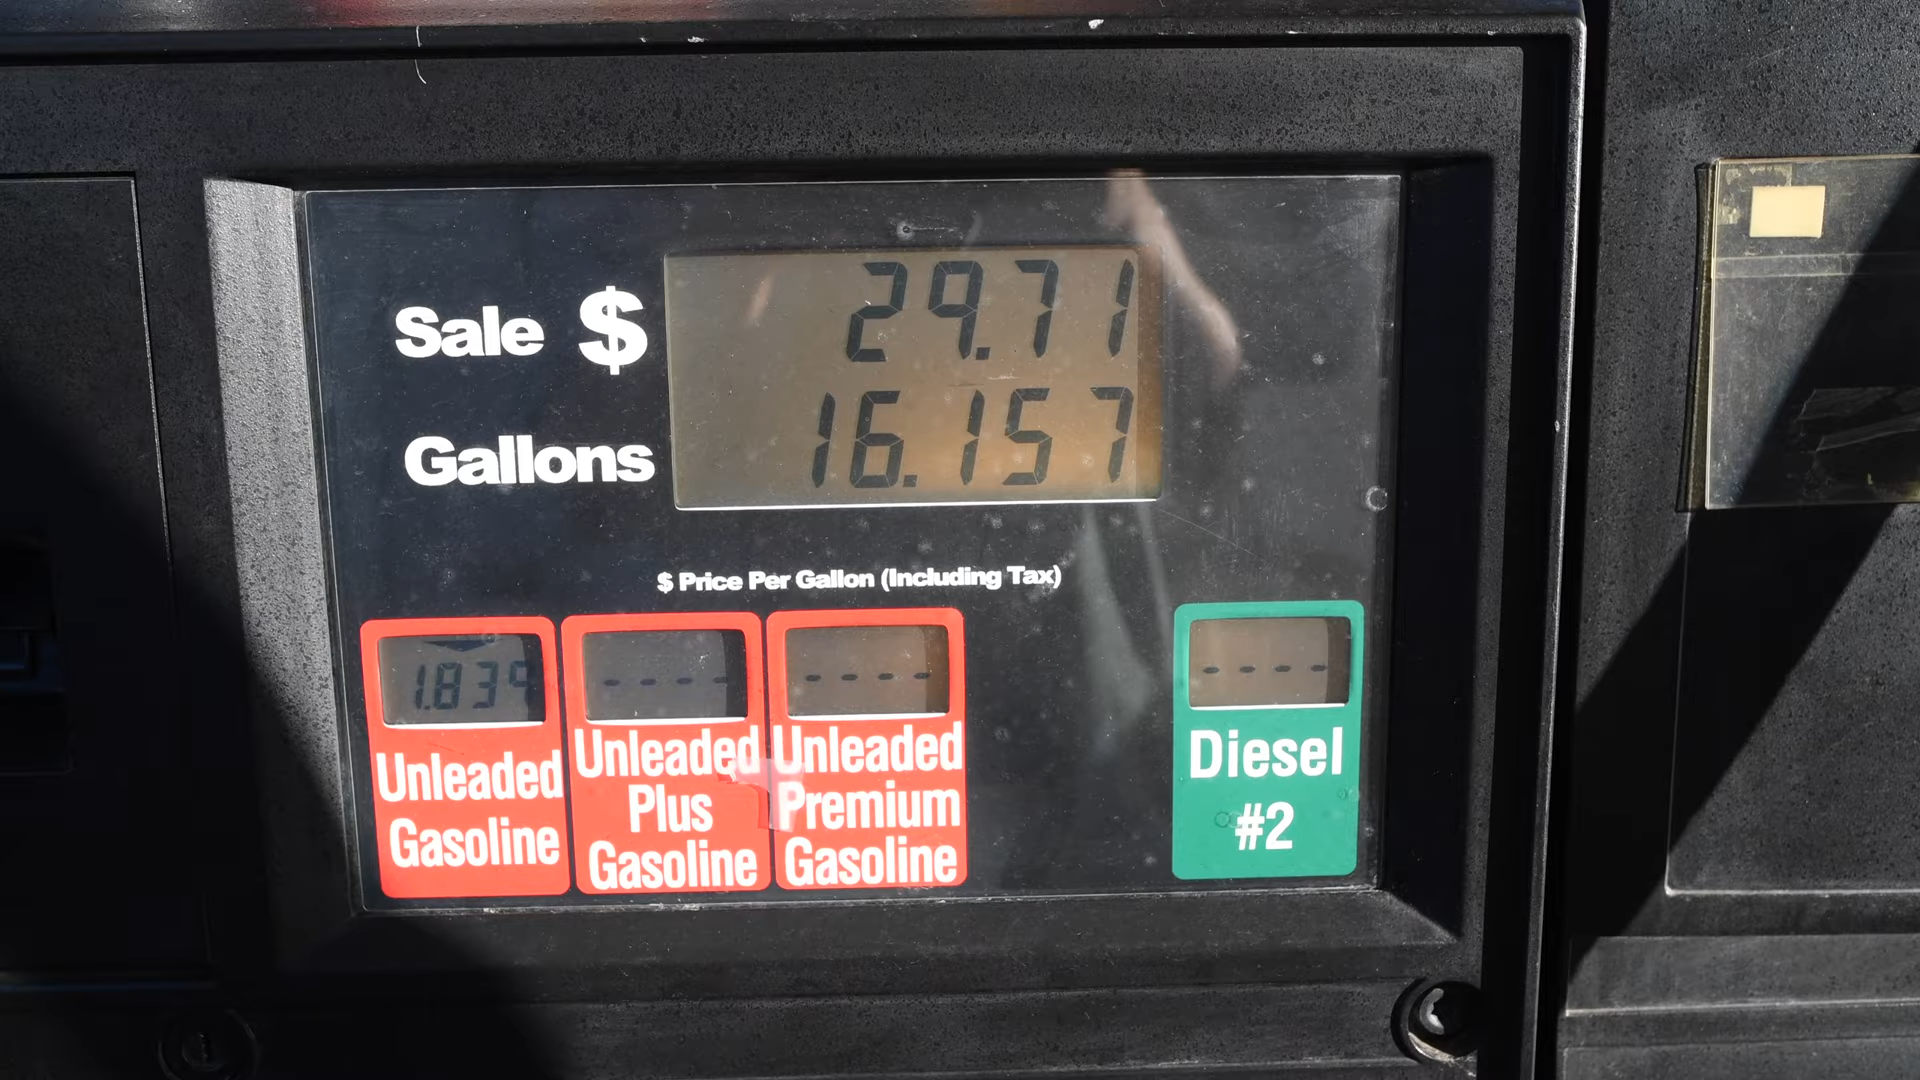 Sale $ 29.71
Gallons 16.157
$ Price Per Gallon (Including Tax)
1.839
- - - -
- - - -
- - - -
Unleaded
Gasoline
Unleaded
Plus
Gasoline
Unleaded
Premium
Gasoline
Diesel
#2